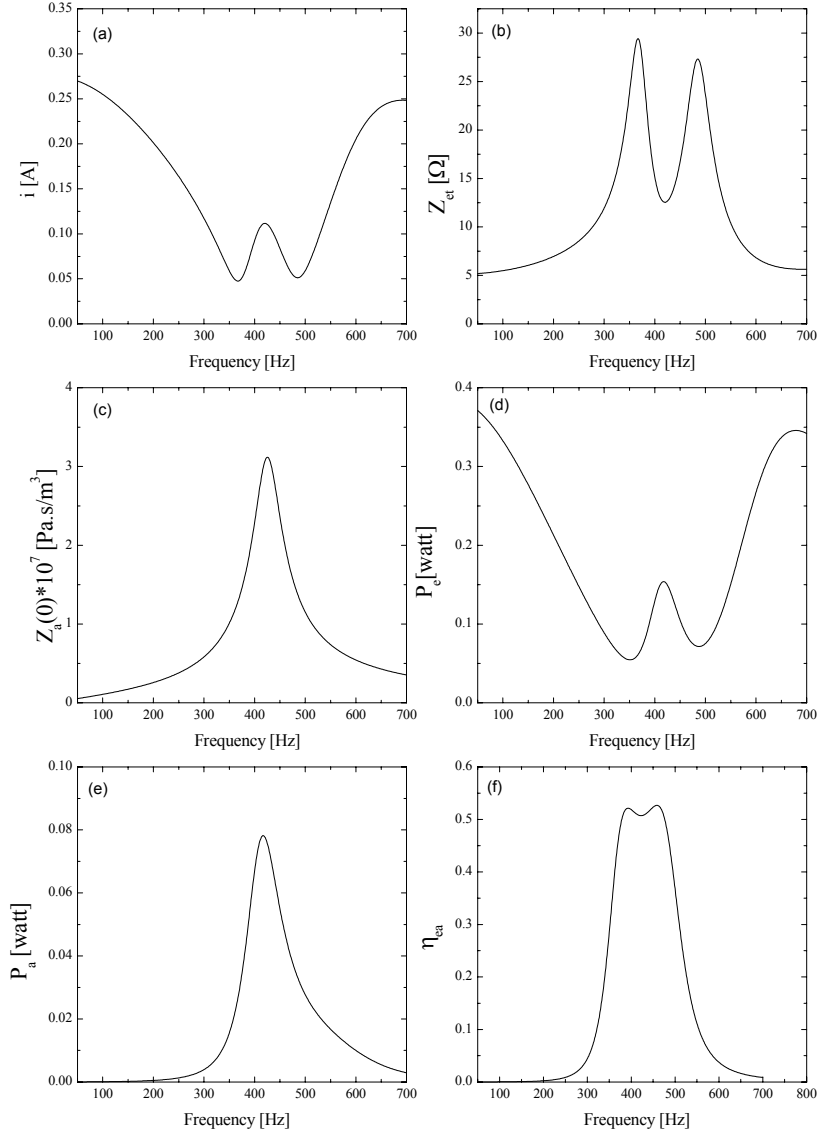 (a)
0.35
0.30
0.25
0.20
0.15
0.10
0.05
0.00
i [A]
100 200 300 400 500 600 700
Frequency [Hz]
(b)
30
25
20
15
10
5
0
Z_et [Ω]
100 200 300 400 500 600 700
Frequency [Hz]
(c)
4
3
2
1
0
Z_a(0)*10^7 [Pa.s/m^3]
100 200 300 400 500 600 700
Frequency [Hz]
(d)
0.4
0.3
0.2
0.1
0.0
P_e[watt]
100 200 300 400 500 600 700
Frequency [Hz]
(e)
0.10
0.08
0.06
0.04
0.02
0.00
P_a [watt]
100 200 300 400 500 600 700
Frequency [Hz]
(f)
0.6
0.5
0.4
0.3
0.2
0.1
0.0
η_ea
100 200 300 400 500 600 700 800
Frequency [Hz]